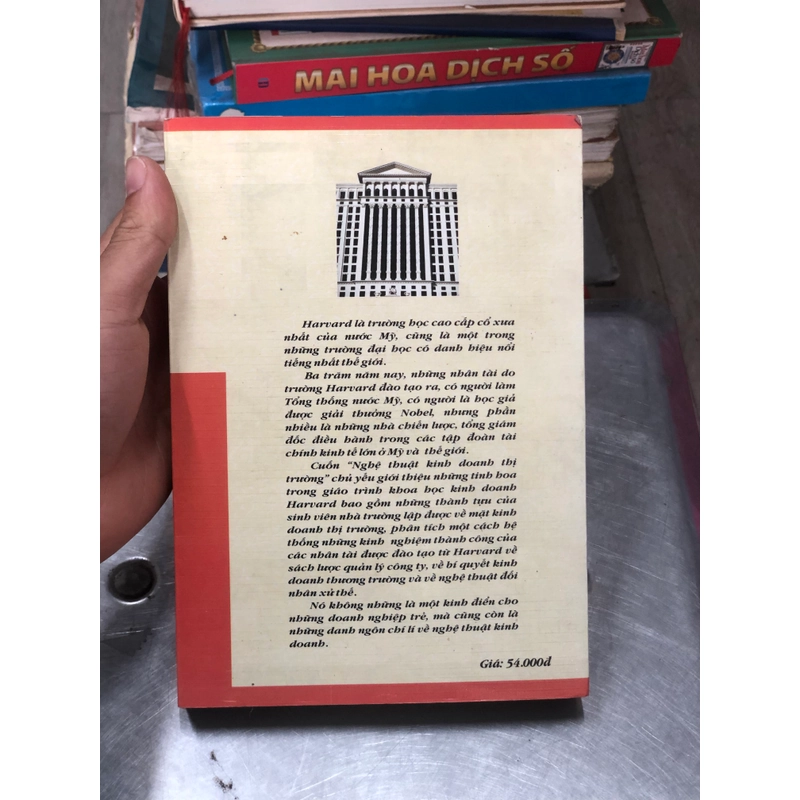 MAI HOA DỊCH SỐ
Harvard là trường học cao cấp cổ xưa
nhất của nước Mỹ, cũng là một trong
những trường đại học có danh hiệu nổi
tiếng nhất thế giới.
Ba trăm năm nay, những nhân tài do
trường Harvard đào tạo ra, có người làm
Tổng thống nước Mỹ, có người là học giả
được giải thưởng Nobel, nhưng phần
nhiều là những nhà chiến lược, tổng giám
đốc điều hành trong các tập đoàn tài
chính kinh tế lớn ở Mỹ và thế giới.
Cuốn "Nghệ thuật kinh doanh thị
trường" chủ yếu giới thiệu những tinh hoa
trong giáo trình khoa học kinh doanh
Harvard bao gồm những thành tựu của
sinh viên nhà trường lập được về mặt kinh
doanh thị trường, phân tích một cách hệ
thống những kinh nghiệm thành công của
các nhân tài được đào tạo từ Harvard về
sách lược quản lý công ty, về bí quyết kinh
doanh thương trường và về nghệ thuật đối
nhân xử thế.
Nó không những là một kinh điển cho
những doanh nghiệp trẻ, mà cũng còn là
những danh ngôn chí lí về nghệ thuật kinh
doanh.
Giá: 54.000đ